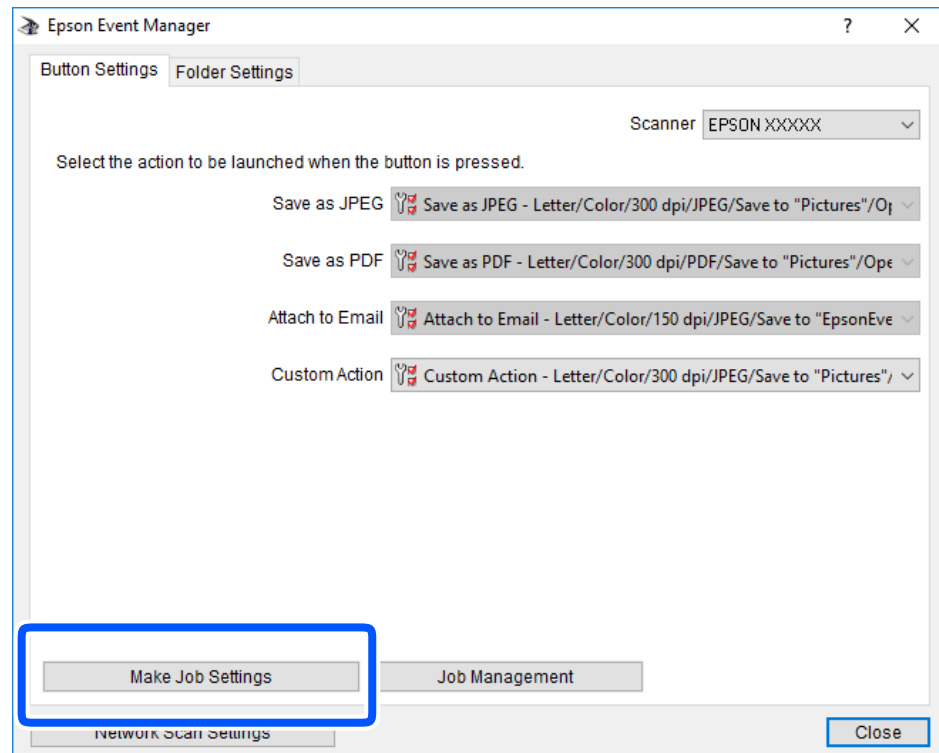 Epson Event Manager
?
Button Settings Folder Settings
Scanner EPSON XXXXX
Select the action to be launched when the button is pressed.
Save as JPEG Save as JPEG - Letter/Color/300 dpi/JPEG/Save to "Pictures"/Op
Save as PDF Save as PDF - Letter/Color/300 dpi/PDF/Save to "Pictures"/Ope
Attach to Email Attach to Email - Letter/Color/150 dpi/JPEG/Save to "EpsonEve
Custom Action Custom Action - Letter/Color/300 dpi/JPEG/Save to "Pictures"/
Make Job Settings Job Management
Network Scan Settings Close